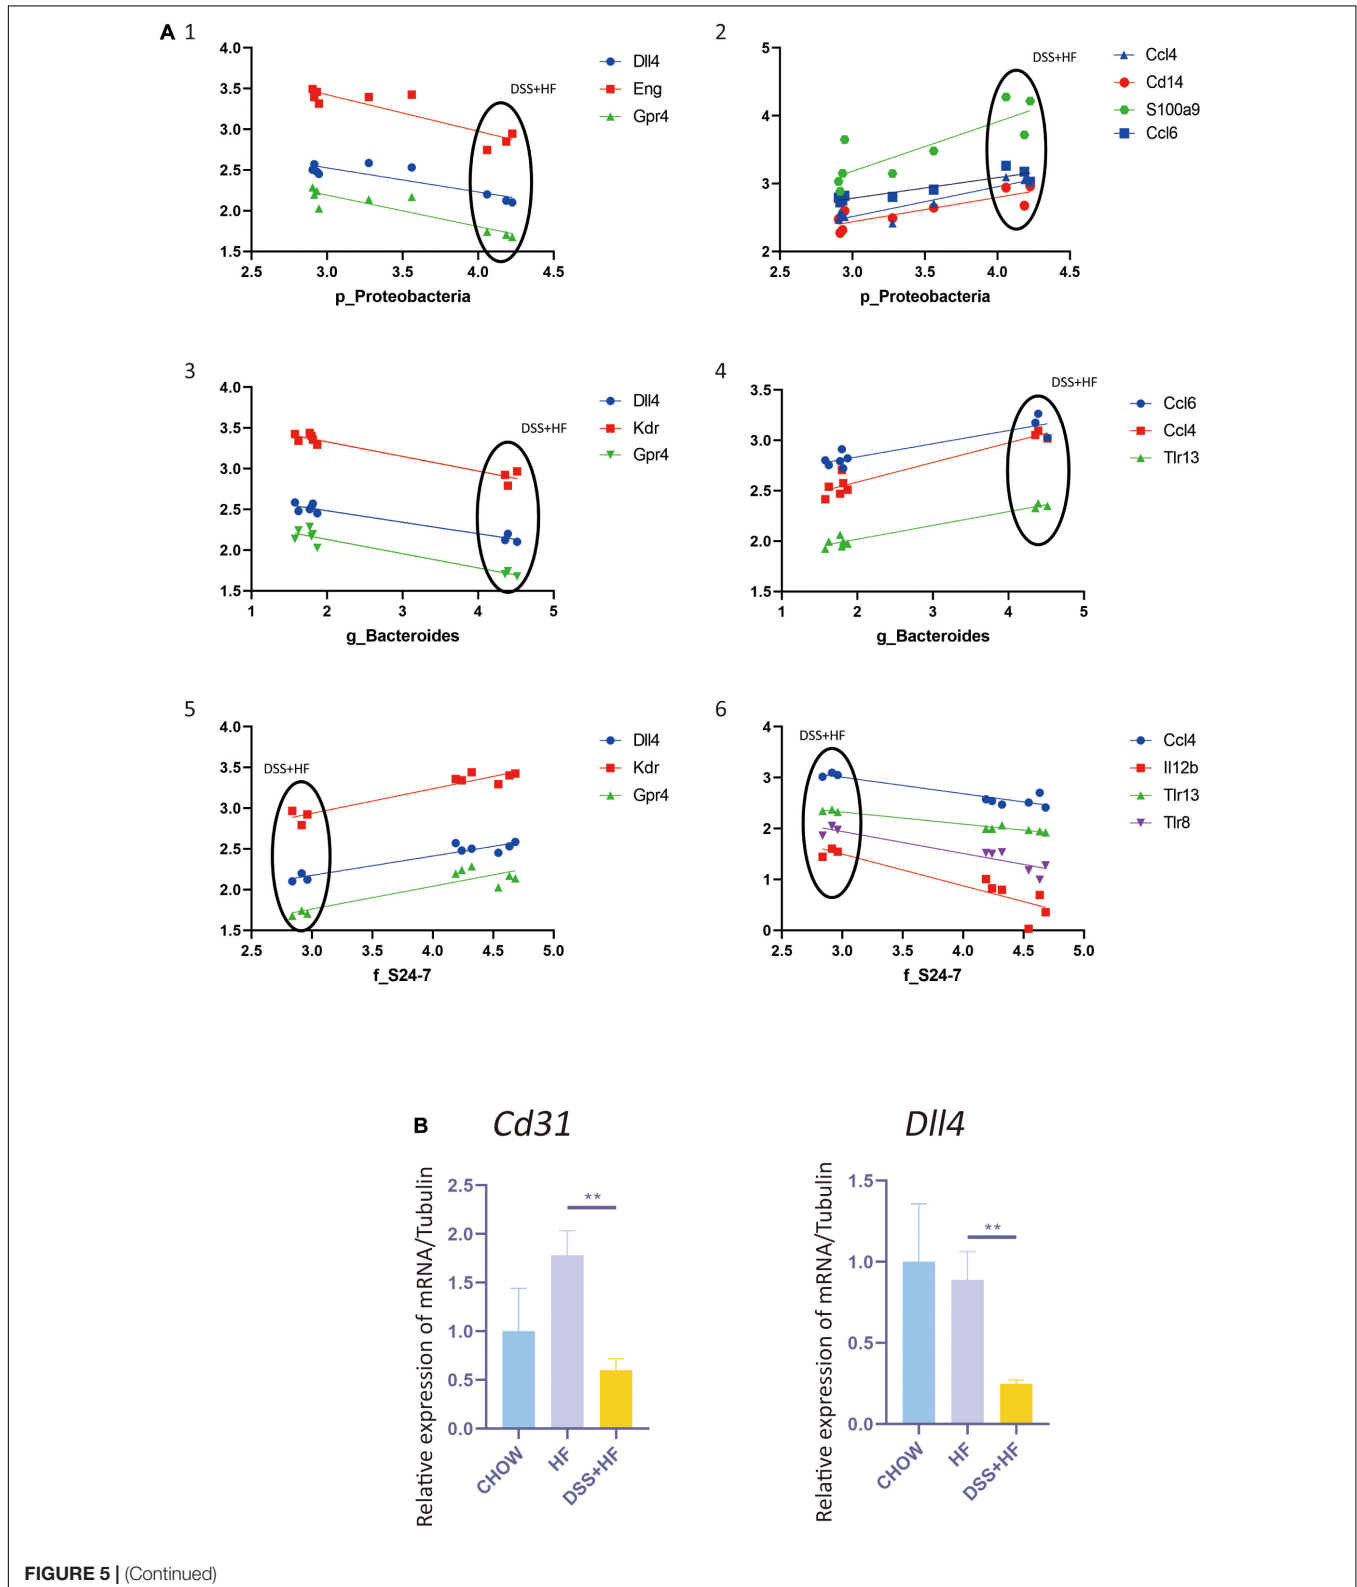 A 1
4.0
3.5
3.0
2.5
2.0
1.5
2.5 3.0 3.5 4.0 4.5
p_Proteobacteria
DSS+HF
Dll4
Eng
Gpr4
2
5
4
3
2
2.5 3.0 3.5 4.0 4.5
p_Proteobacteria
DSS+HF
Ccl4
Cd14
S100a9
Ccl6
3
4.0
3.5
3.0
2.5
2.0
1.5
1 2 3 4 5
g_Bacteroides
DSS+HF
Dll4
Kdr
Gpr4
4
3.5
3.0
2.5
2.0
1.5
1 2 3 4 5
g_Bacteroides
DSS+HF
Ccl6
Ccl4
Tlr13
5
4.0
3.5
3.0
2.5
2.0
1.5
2.5 3.0 3.5 4.0 4.5 5.0
f_S24-7
DSS+HF
Dll4
Kdr
Gpr4
6
4
3
2
1
0
2.5 3.0 3.5 4.0 4.5 5.0
f_S24-7
DSS+HF
Ccl4
Il12b
Tlr13
Tlr8
B
Cd31
Relative expression of mRNA/Tubulin
2.5
2.0
1.5
1.0
0.5
0.0
**
CHOW
HF
DSS+HF
Dll4
Relative expression of mRNA/Tubulin
1.5
1.0
0.5
0.0
**
CHOW
HF
DSS+HF
FIGURE 5 | (Continued)